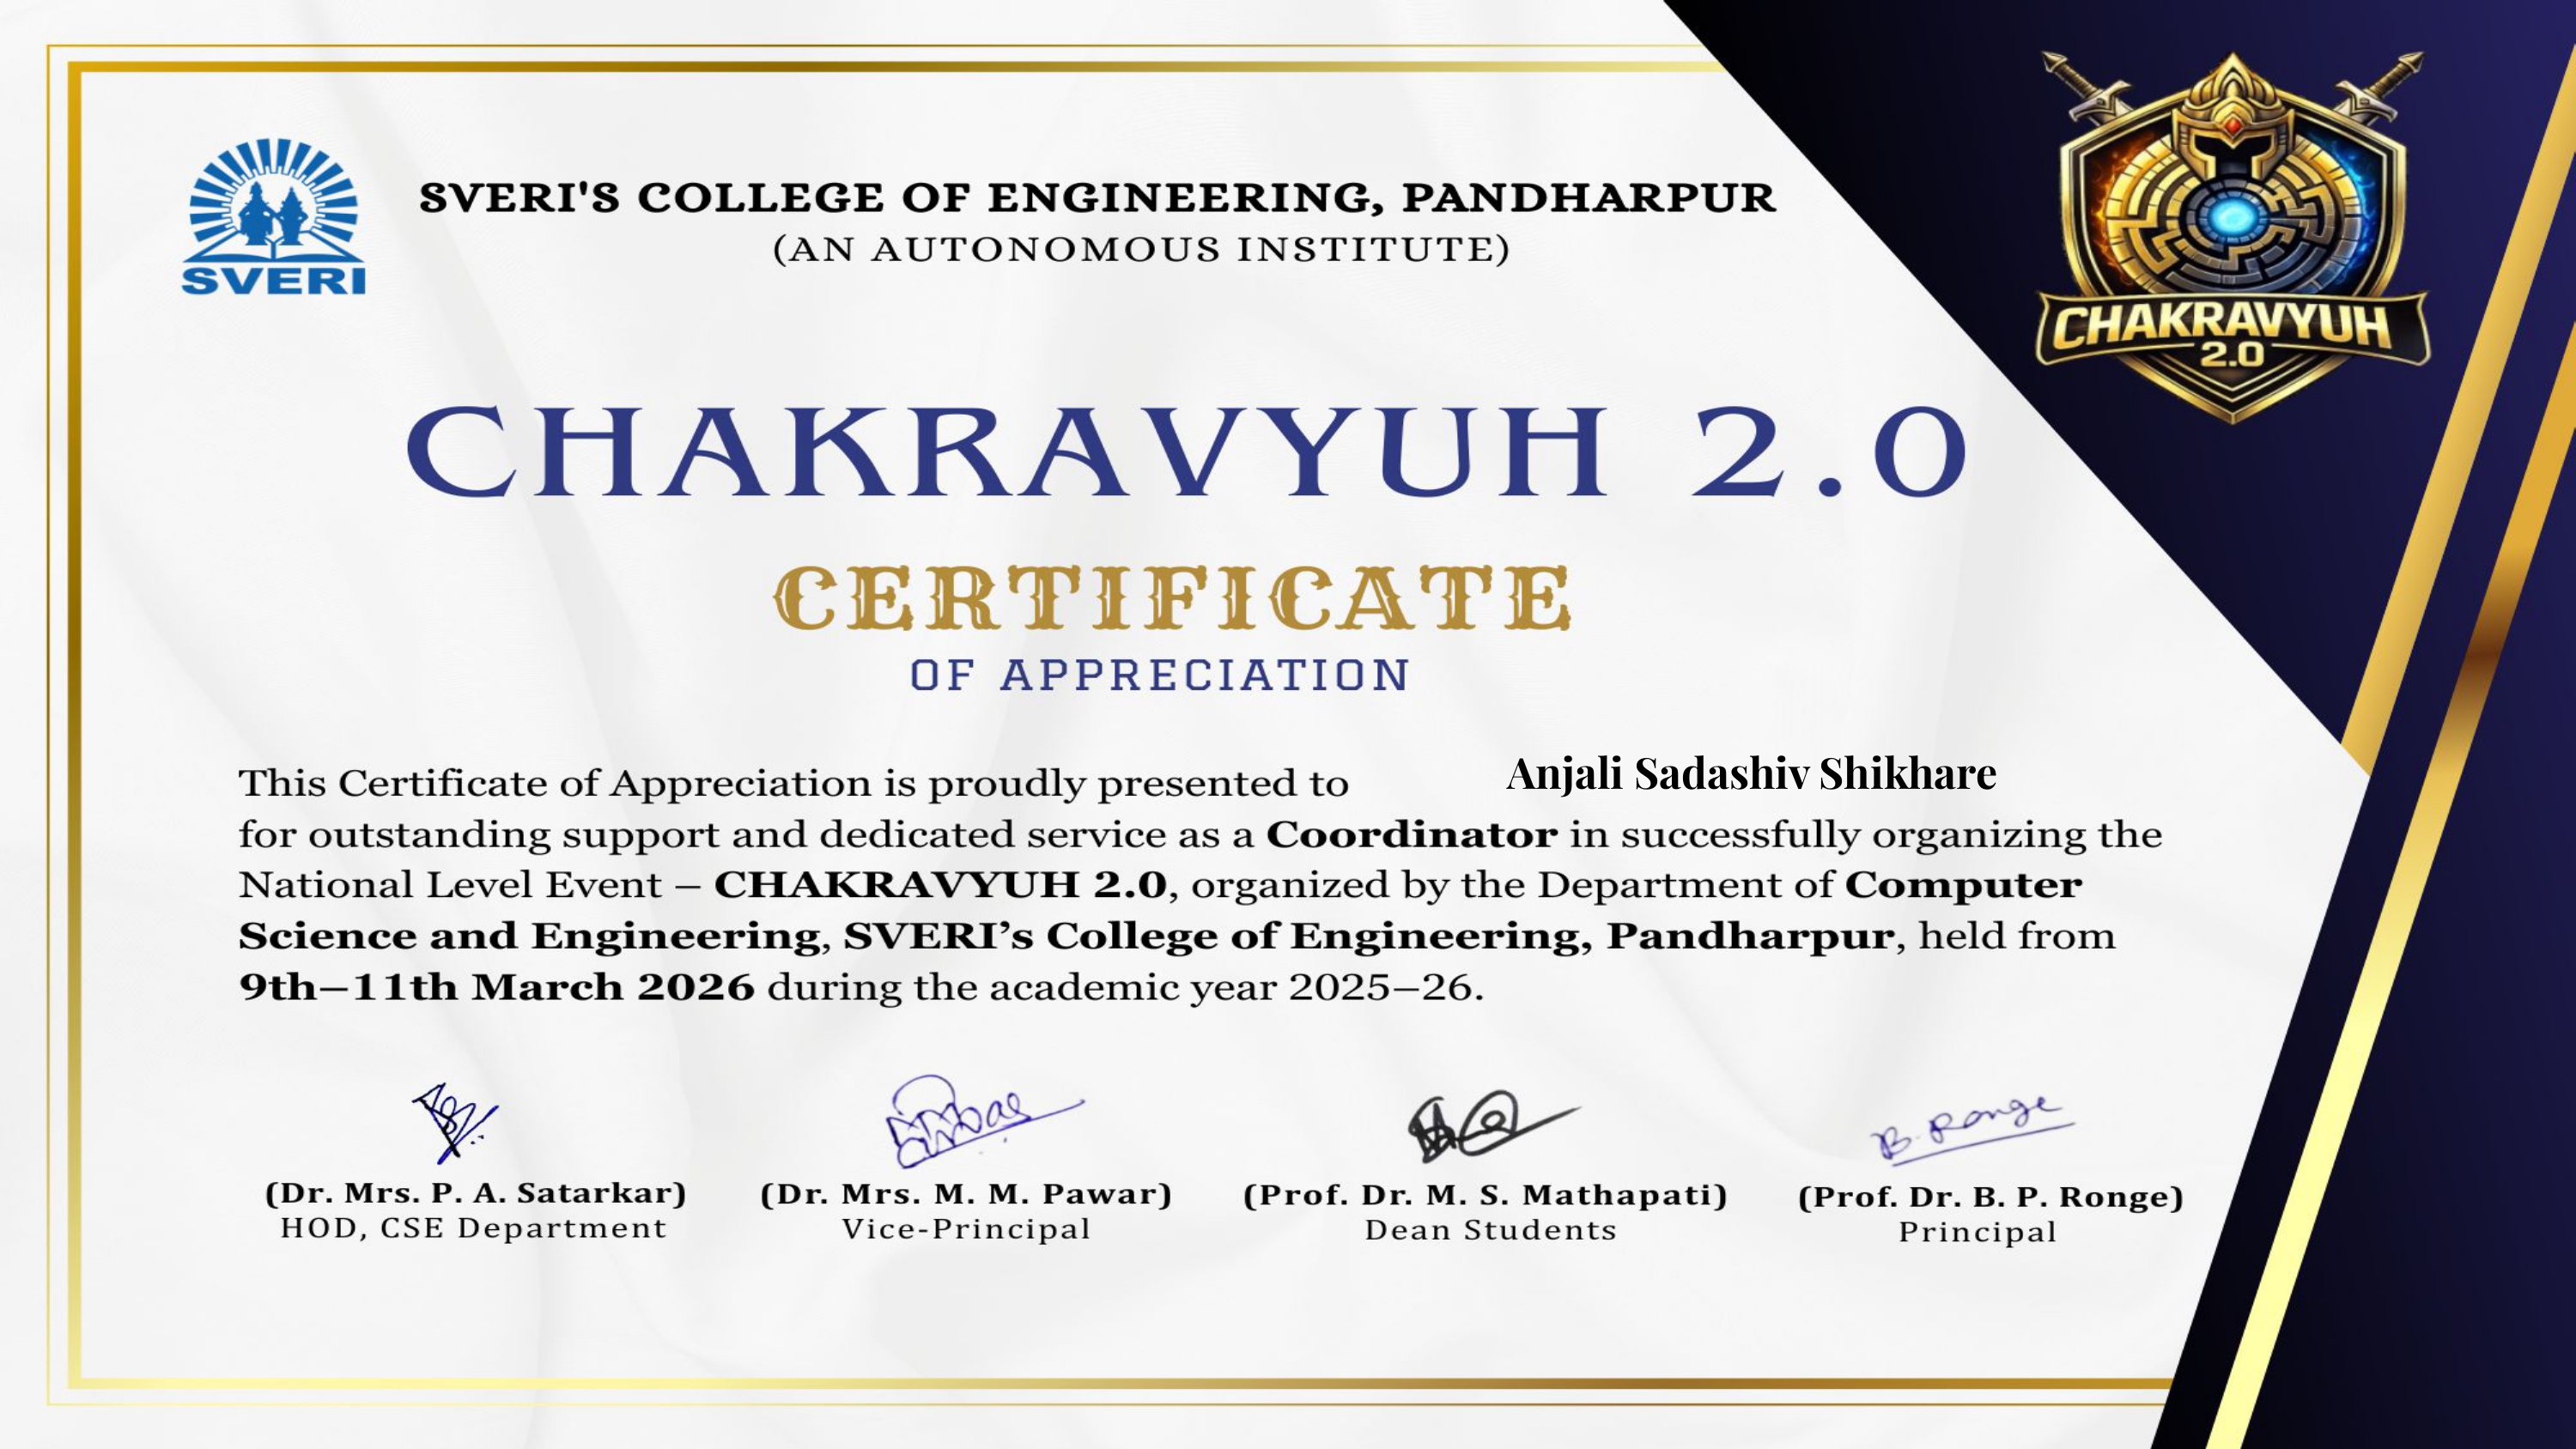 SVERI
SVERI'S COLLEGE OF ENGINEERING, PANDHARPUR
(AN AUTONOMOUS INSTITUTE)
CHAKRAVYUH
2.0
CHAKRAVYUH 2.0
CERTIFICATE
OF APPRECIATION
This Certificate of Appreciation is proudly presented to Anjali Sadashiv Shikhare
for outstanding support and dedicated service as a Coordinator in successfully organizing the
National Level Event – CHAKRAVYUH 2.0, organized by the Department of Computer
Science and Engineering, SVERI’s College of Engineering, Pandharpur, held from
9th–11th March 2026 during the academic year 2025–26.
B. Ronge
(Dr. Mrs. P. A. Satarkar) (Dr. Mrs. M. M. Pawar) (Prof. Dr. M. S. Mathapati) (Prof. Dr. B. P. Ronge)
HOD, CSE Department Vice-Principal Dean Students Principal